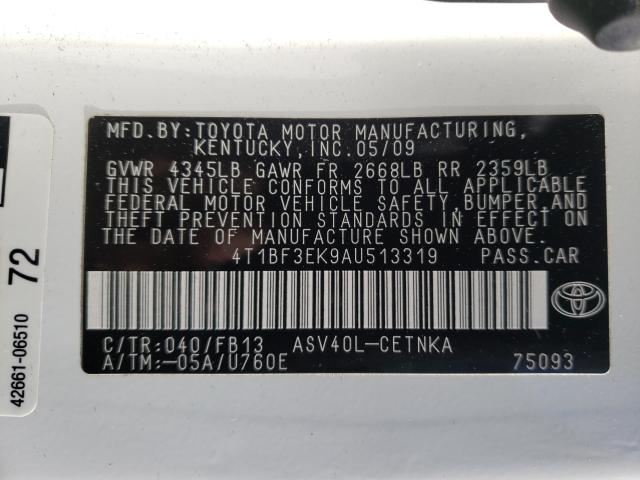 MFD.BY:TOYOTA MOTOR MANUFACTURING,
KENTUCKY,INC.05/09
GVWR 4345LB GAWR FR 2668LB RR 2359LB
THIS VEHICLE CONFORMS TO ALL APPLICABLE
FEDERAL MOTOR VEHICLE SAFETY,BUMPER,AND
THEFT PREVENTION STANDARDS IN EFFECT ON
THE DATE OF MANUFACTURE SHOWN ABOVE.
4T1BF3EK9AU513319 PASS.CAR
C/TR:040/FB13 ASV40L-CETNKA
A/TM:-05A/U760E 75093
TOYOTA
72
42661-06510